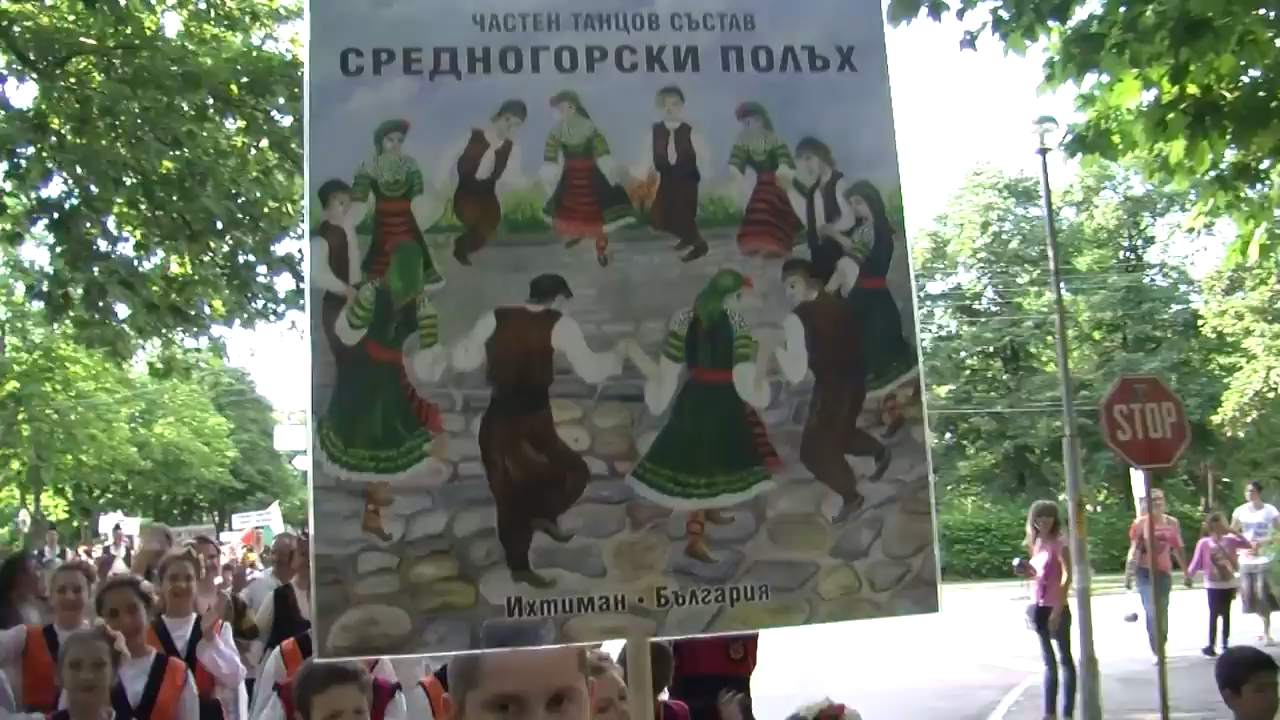 ЧАСТЕН ТАНЦОВ СЪСТАВ
СРЕДНОГОРСКИ ПОЛЪХ
Ихтиман • България
STOP